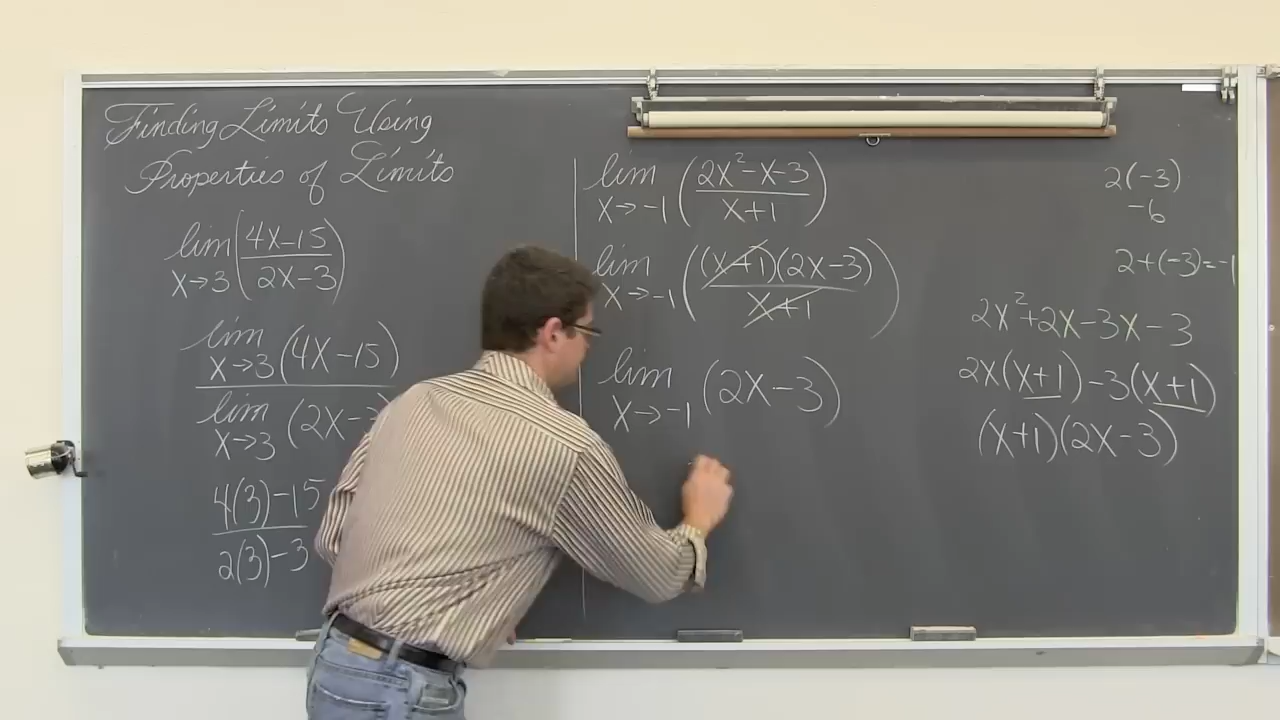 Finding Limits Using
Properties of Limits
lim (4x-15 / 2x-3)
x→3
lim (4x-15)
x→3
lim (2x-3
x→3
4(3)-15
2(3)-3
lim (2x²-x-3 / x+1)
x→-1
lim ((x+1)(2x-3) / x+1)
x→-1
lim (2x-3)
x→-1
2(-3)
-6
2+(-3)=-1
2x²+2x-3x-3
2x(x+1)-3(x+1)
(x+1)(2x-3)